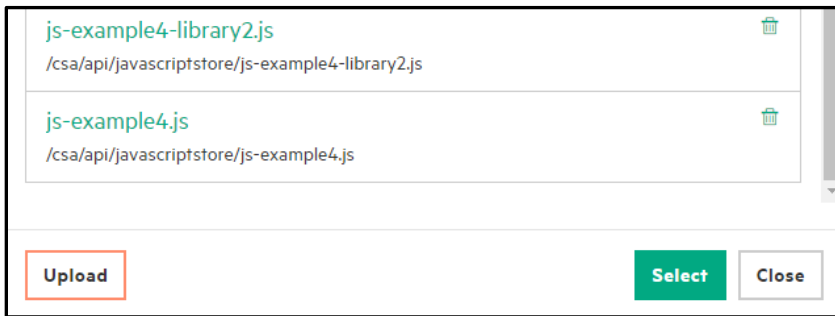 js-example4-library2.js
/csa/api/javascriptstore/js-example4-library2.js
js-example4.js
/csa/api/javascriptstore/js-example4.js
Upload
Select
Close